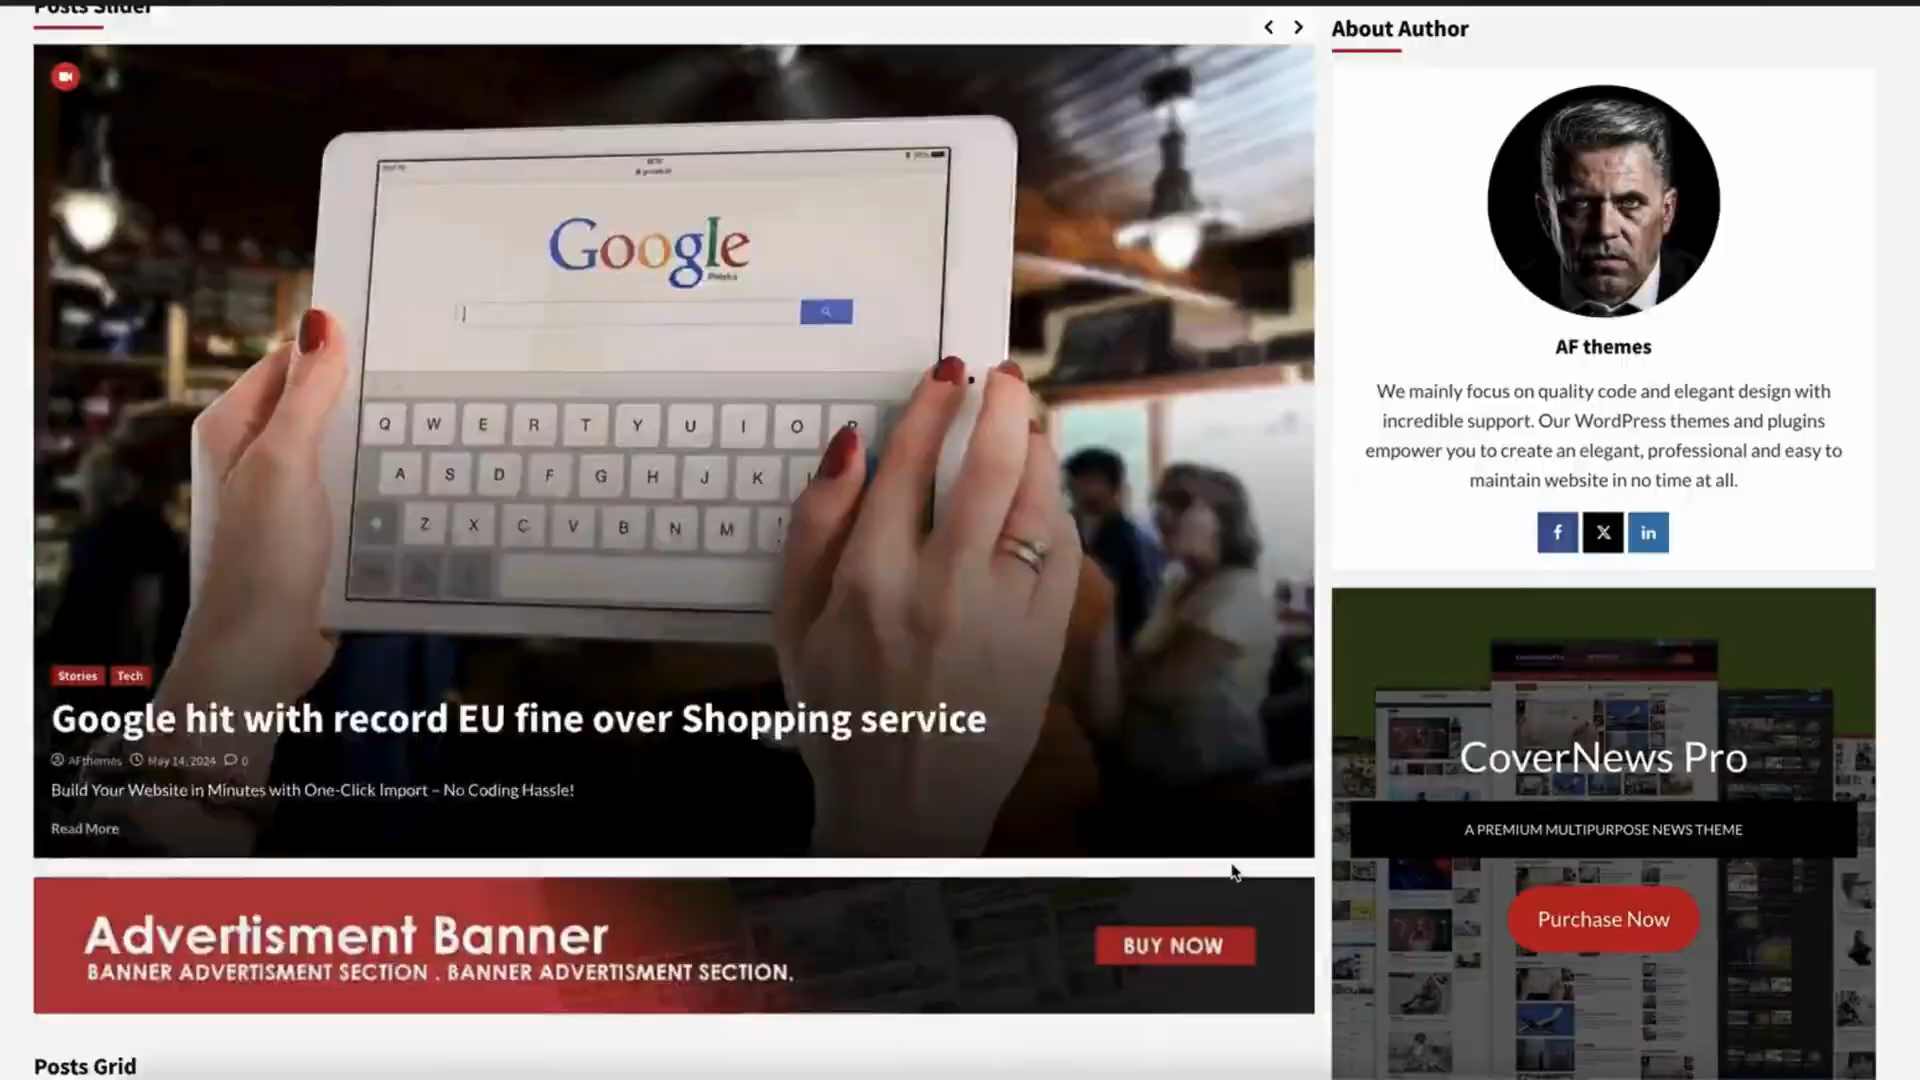 Posts Slider
About Author
Google
Q W E R T Y U I O P
A S D F G H J K
Z X C V B N M !
Stories Tech
Google hit with record EU fine over Shopping service
AFthemes May 14, 2024 0
Build Your Website in Minutes with One-Click Import – No Coding Hassle!
Read More
Advertisment Banner
BANNER ADVERTISMENT SECTION . BANNER ADVERTISMENT SECTION.
BUY NOW
Posts Grid
AF themes
We mainly focus on quality code and elegant design with
incredible support. Our WordPress themes and plugins
empower you to create an elegant, professional and easy to
maintain website in no time at all.
f X in
CoverNews Pro
A PREMIUM MULTIPURPOSE NEWS THEME
Purchase Now